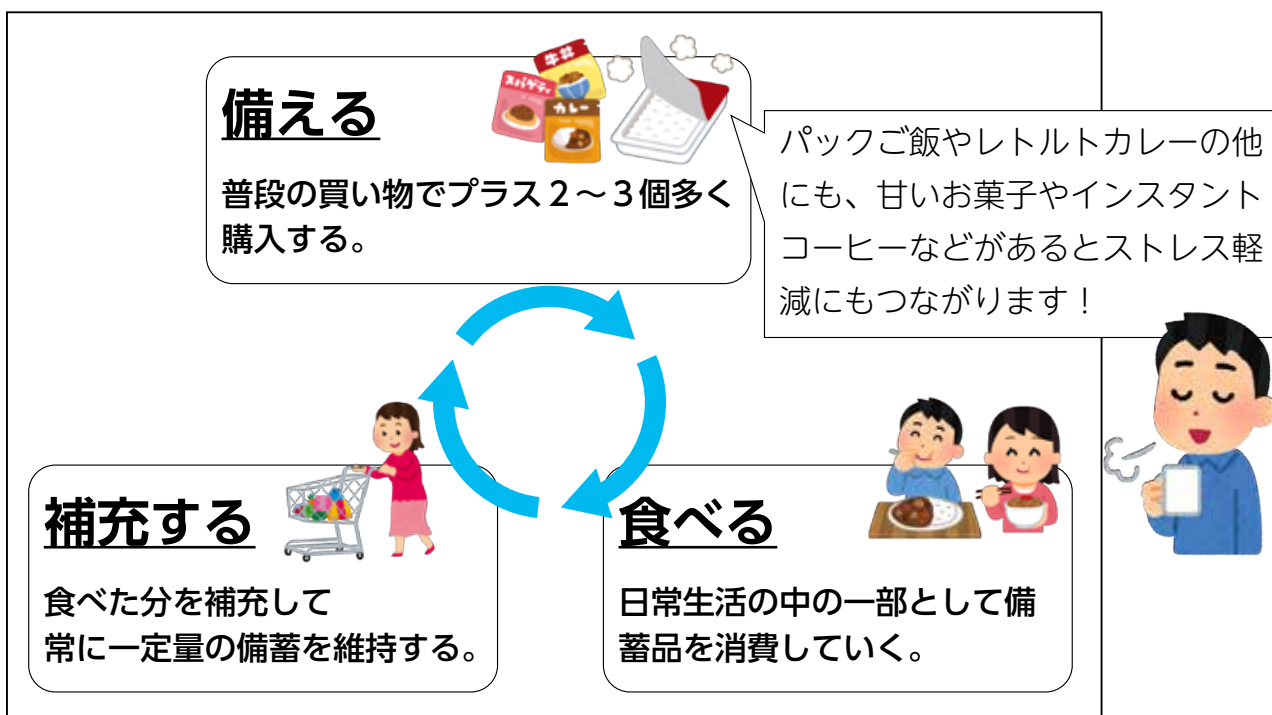 備える
牛丼
スパゲティ
カレー
普段の買い物でプラス２～３個多く
購入する。
パックご飯やレトルトカレーの他
にも、甘いお菓子やインスタント
コーヒーなどがあるとストレス軽
減にもつながります！
食べる
日常生活の中の一部として備
蓄品を消費していく。
補充する
食べた分を補充して
常に一定量の備蓄を維持する。